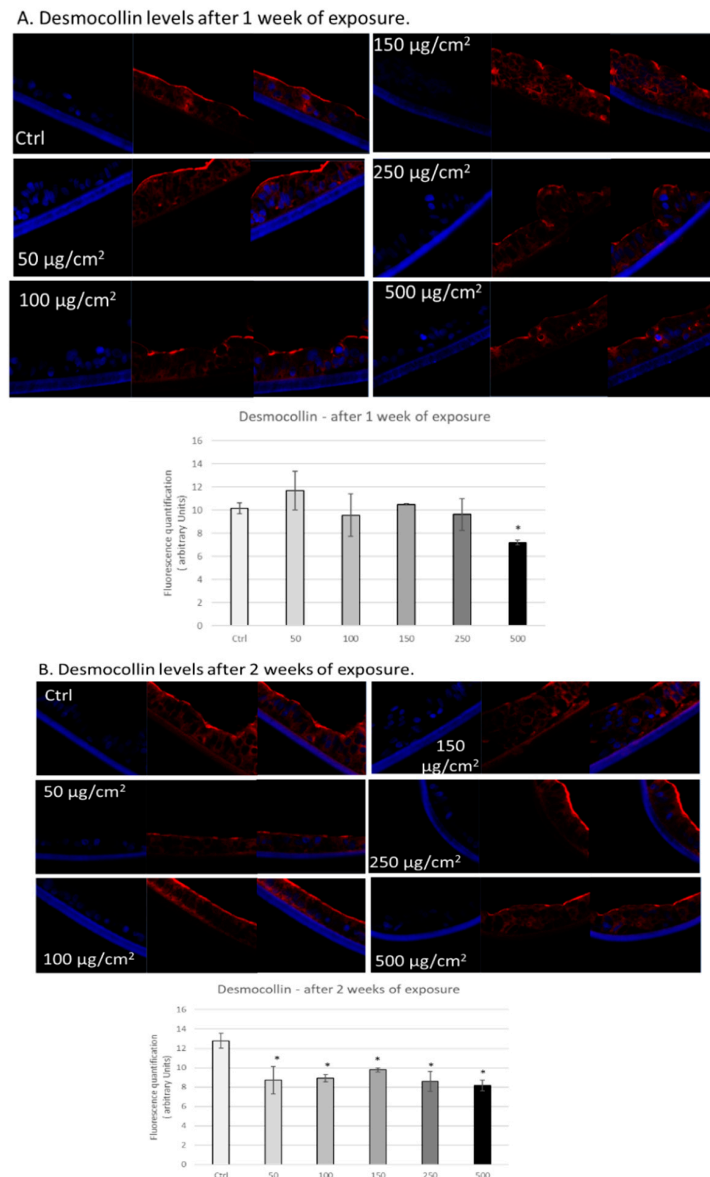 A. Desmocollin levels after 1 week of exposure.
Ctrl
150 µg/cm²
50 µg/cm²
250 µg/cm²
100 µg/cm²
500 µg/cm²
Desmocollin - after 1 week of exposure
Fluorescence quantification
( arbitrary Units)
16
14
12
10
8
6
4
2
0
*
Ctrl 50 100 150 250 500
B. Desmocollin levels after 2 weeks of exposure.
Ctrl
150
µg/cm²
50 µg/cm²
250 µg/cm²
100 µg/cm²
500 µg/cm²
Desmocollin - after 2 weeks of exposure
Fluorescence quantification
( arbitrary Units)
16
14
12
10
8
6
4
2
0
* * * * *
Ctrl 50 100 150 250 500